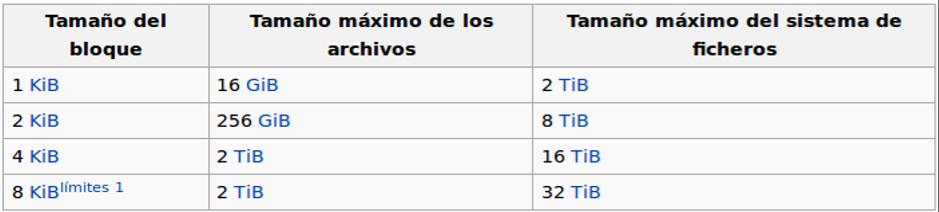 Tamaño del bloque Tamaño máximo de los archivos Tamaño máximo del sistema de ficheros
1 KiB 16 GiB 2 TiB
2 KiB 256 GiB 8 TiB
4 KiB 2 TiB 16 TiB
8 KiBlímites 1 2 TiB 32 TiB